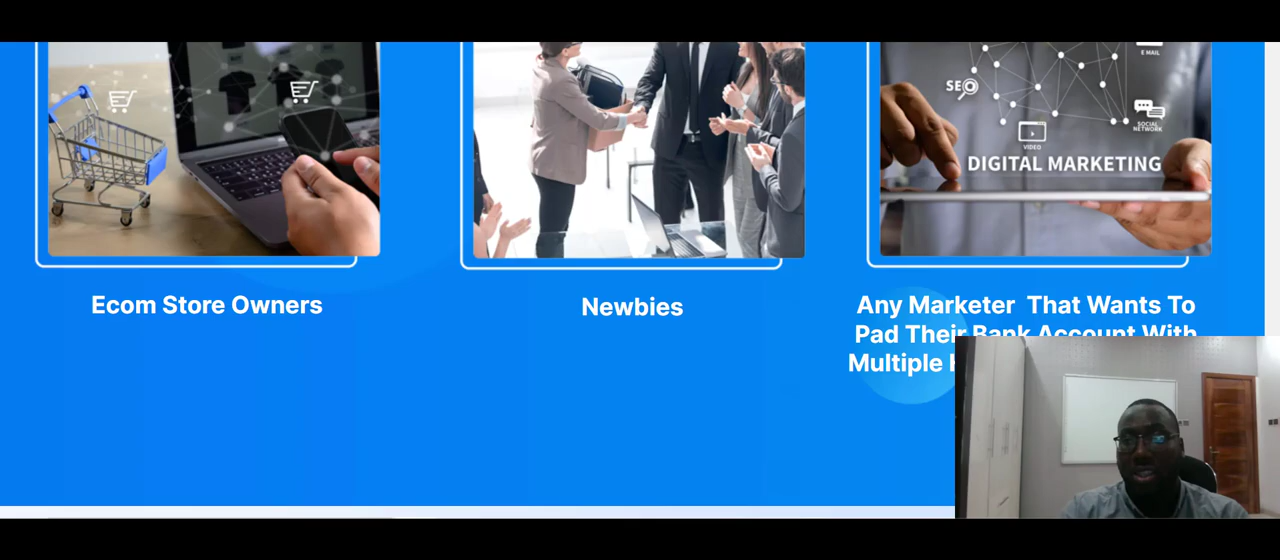 E MAIL
SEO
SOCIAL
NETWORK
VIDEO
DIGITAL MARKETING
Ecom Store Owners
Newbies
Any Marketer That Wants To
Pad Their Bank Account With
Multiple